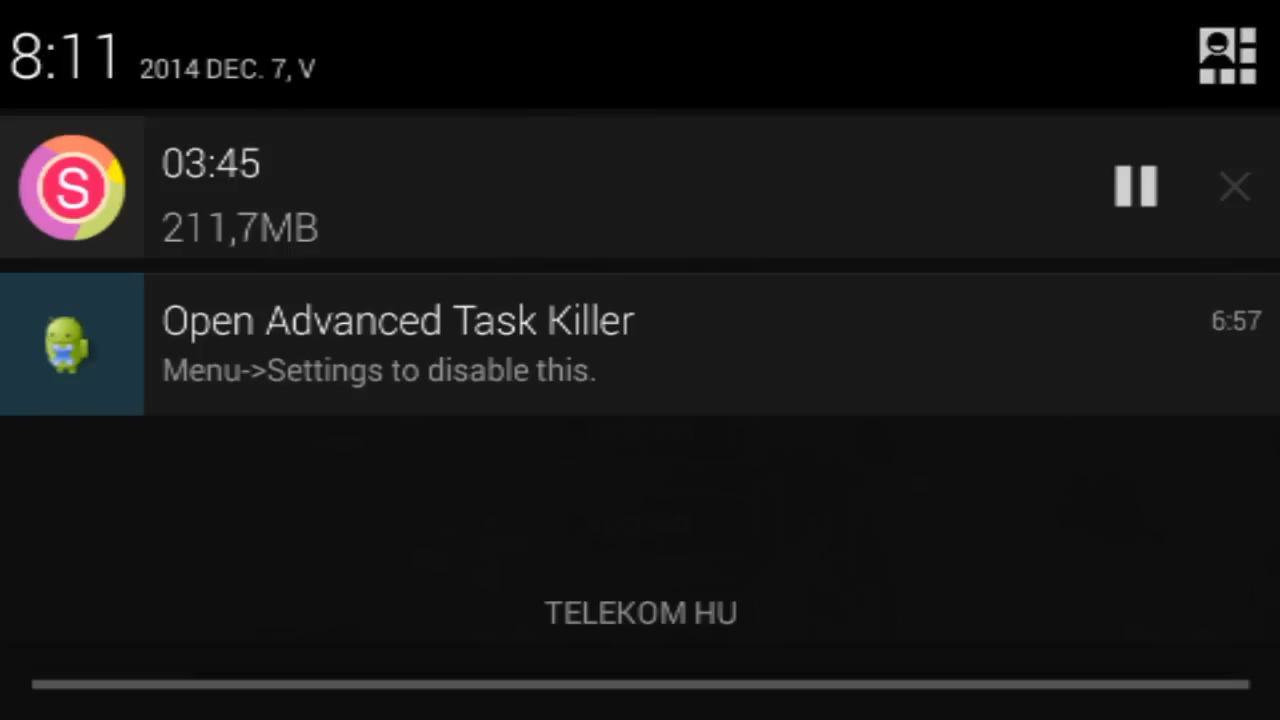 8:11 2014 DEC. 7, V
S
03:45
211,7MB
Open Advanced Task Killer 6:57
Menu->Settings to disable this.
TELEKOM HU